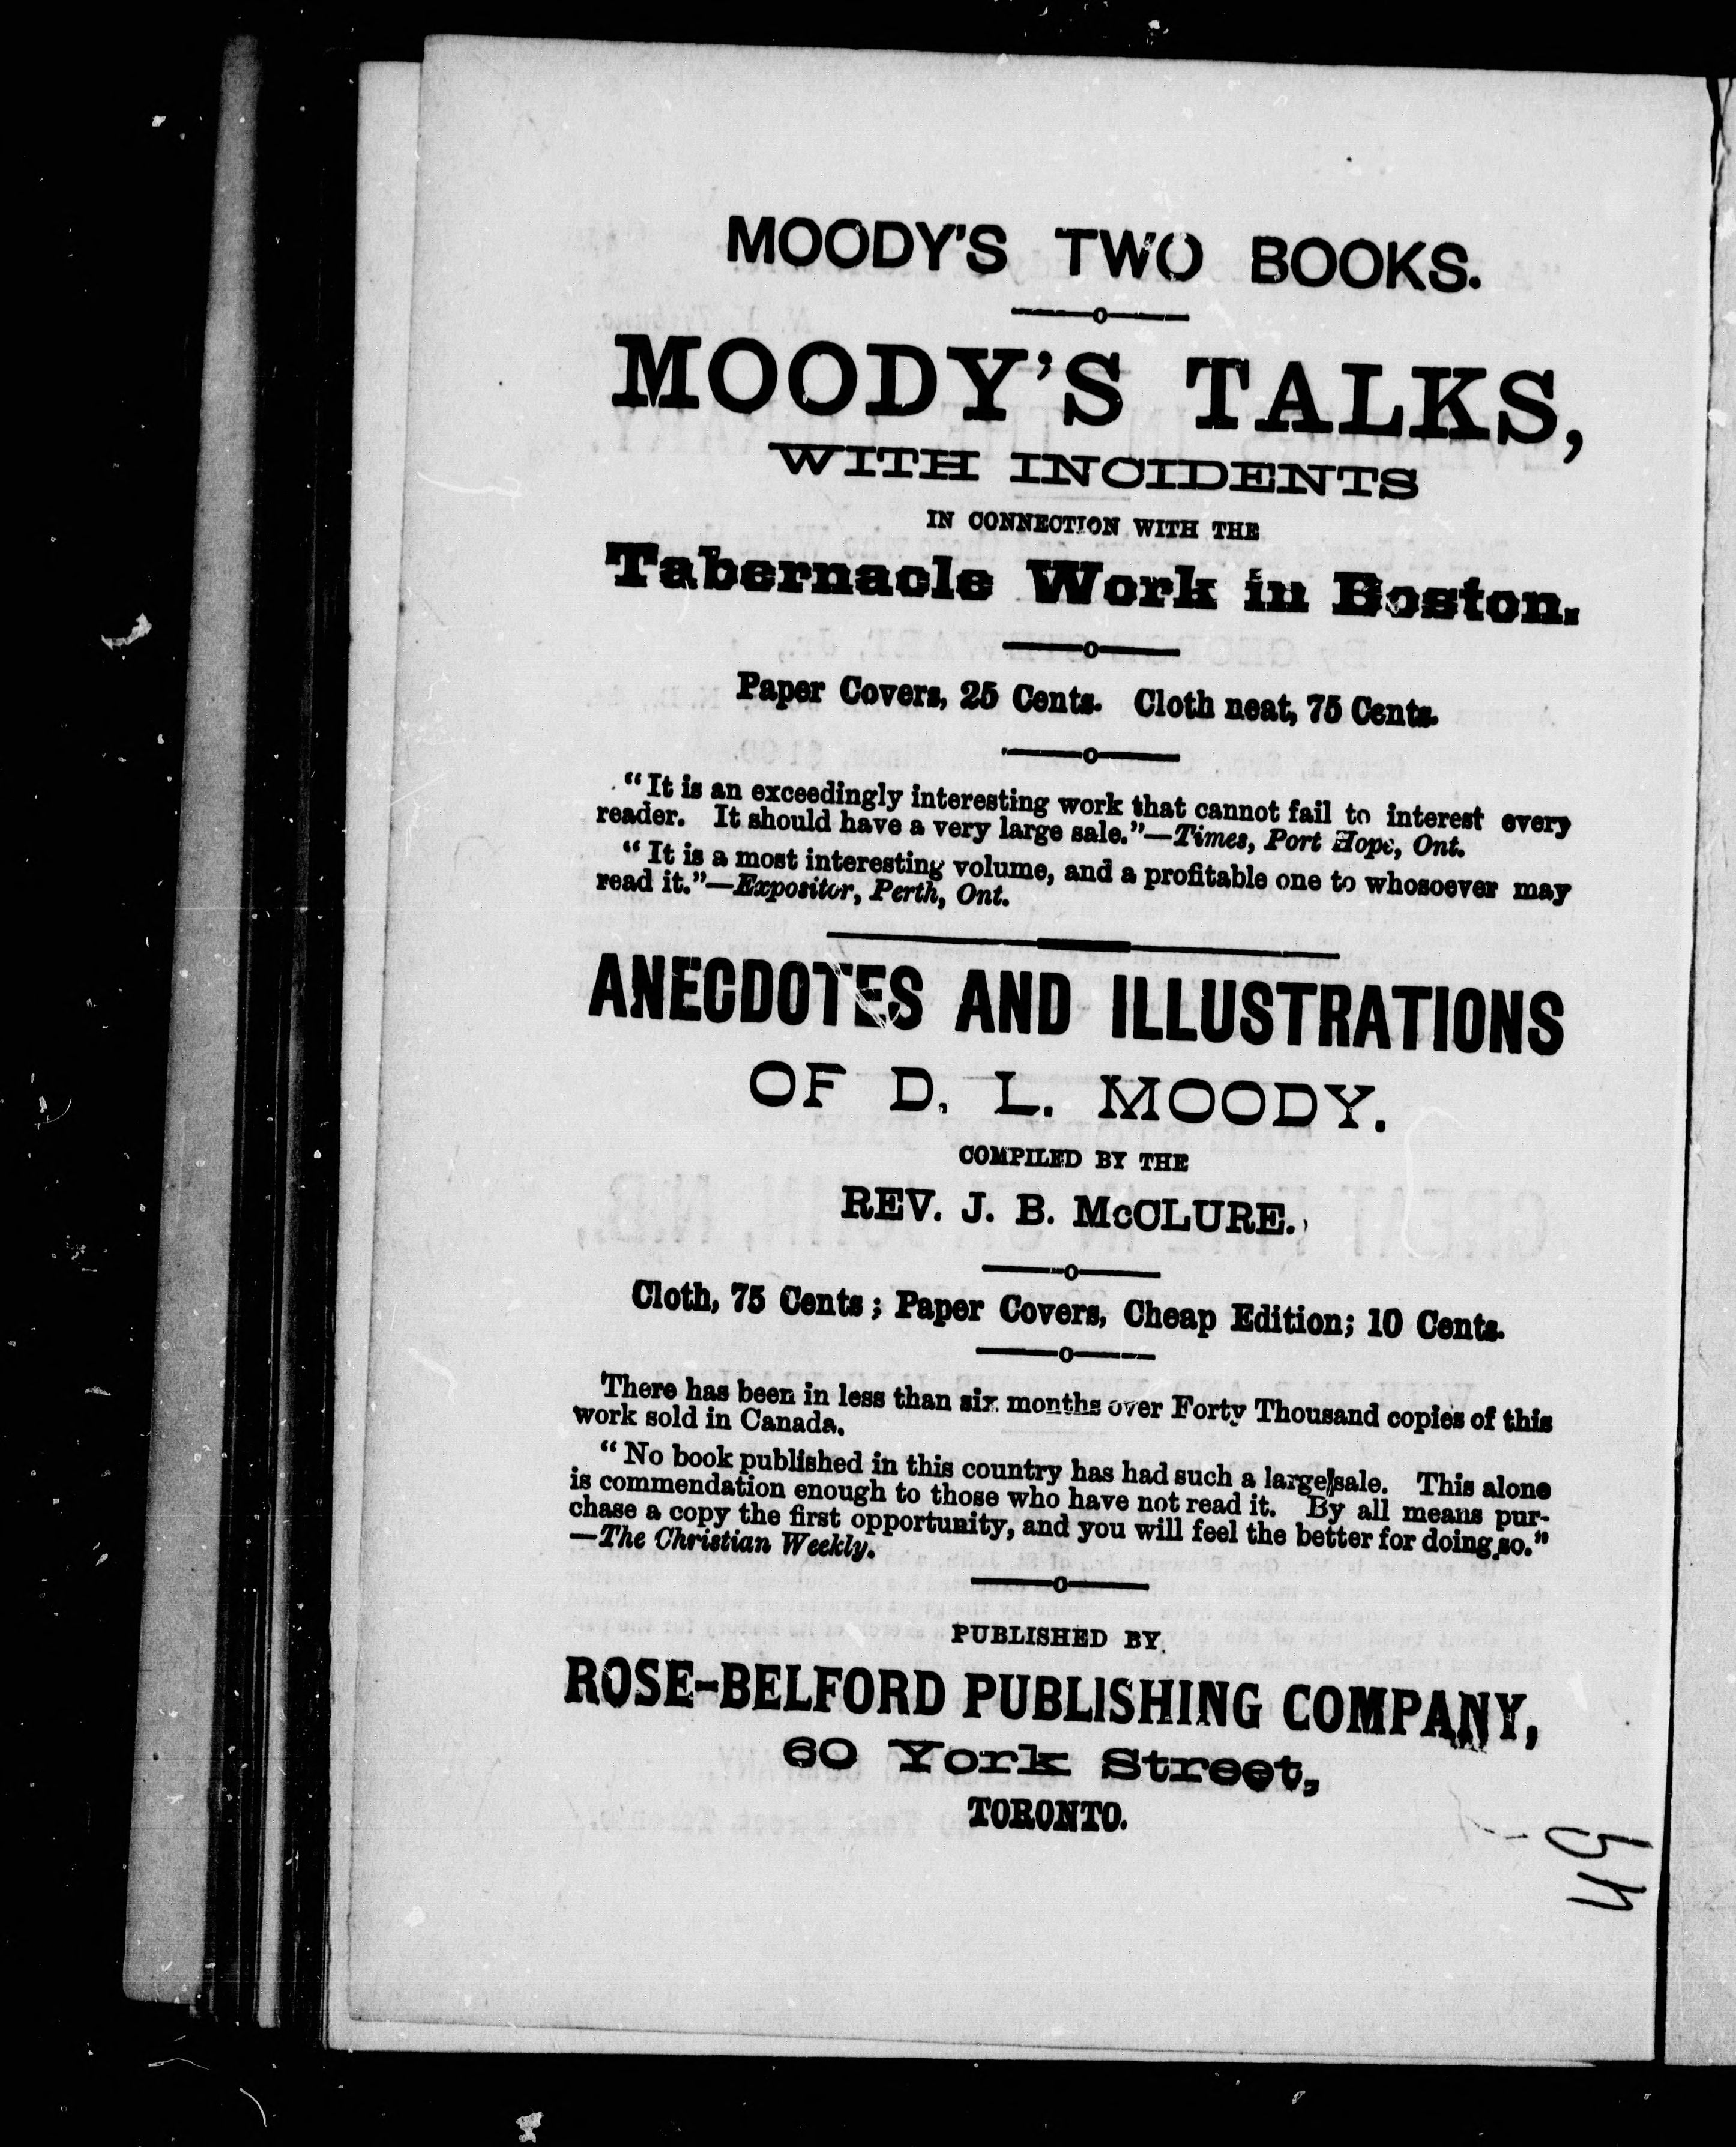 MOODY'S TWO BOOKS.
MOODY'S TALKS,
WITH INCIDENTS
IN CONNECTION WITH THE
Tabernacle Work in Boston.
Paper Covers, 25 Cents. Cloth neat, 75 Cents.
"It is an exceedingly interesting work that cannot fail to interest every
reader. It should have a very large sale."—Times, Port Hope, Ont.
"It is a most interesting volume, and a profitable one to whosoever may
read it."—Expositor, Perth, Ont.
ANECDOTES AND ILLUSTRATIONS
OF D. L. MOODY.
COMPILED BY THE
REV. J. B. McCLURE.
Cloth, 75 Cents; Paper Covers, Cheap Edition; 10 Cents.
There has been in less than six months over Forty Thousand copies of this
work sold in Canada.
"No book published in this country has had such a large sale. This alone
is commendation enough to those who have not read it. By all means pur-
chase a copy the first opportunity, and you will feel the better for doing so."
—The Christian Weekly.
PUBLISHED BY
ROSE-BELFORD PUBLISHING COMPANY,
60 York Street,
TORONTO.